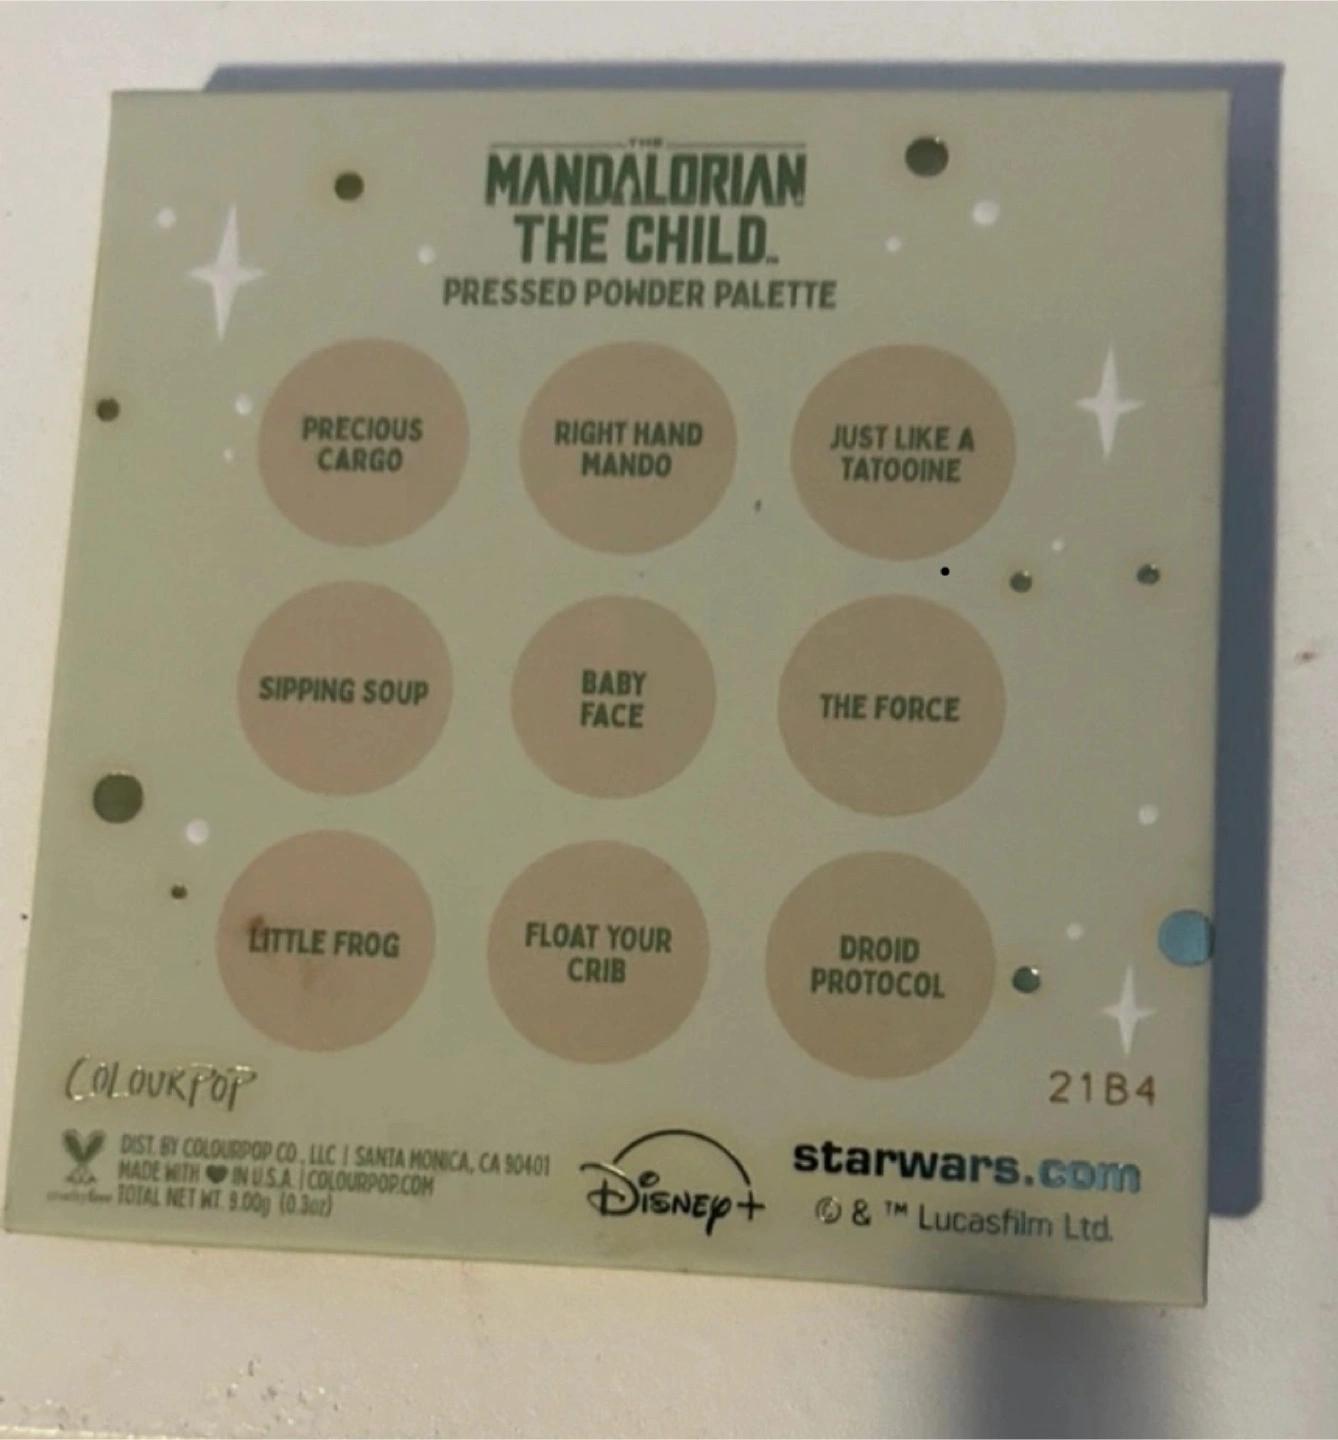 THE
MANDALORIAN
THE CHILD™
PRESSED POWDER PALETTE
PRECIOUS
CARGO
RIGHT HAND
MANDO
JUST LIKE A
TATOOINE
SIPPING SOUP
BABY
FACE
THE FORCE
LITTLE FROG
FLOAT YOUR
CRIB
DROID
PROTOCOL
COLOURPOP
21B4
DIST. BY COLOURPOP CO., LLC | SANTA MONICA, CA 90401
MADE WITH ♥ IN U.S.A. | COLOURPOP.COM
TOTAL NET WT. 9.00g (0.3oz)
crueltyfree
Disney+
starwars.com
© & ™ Lucasfilm Ltd.